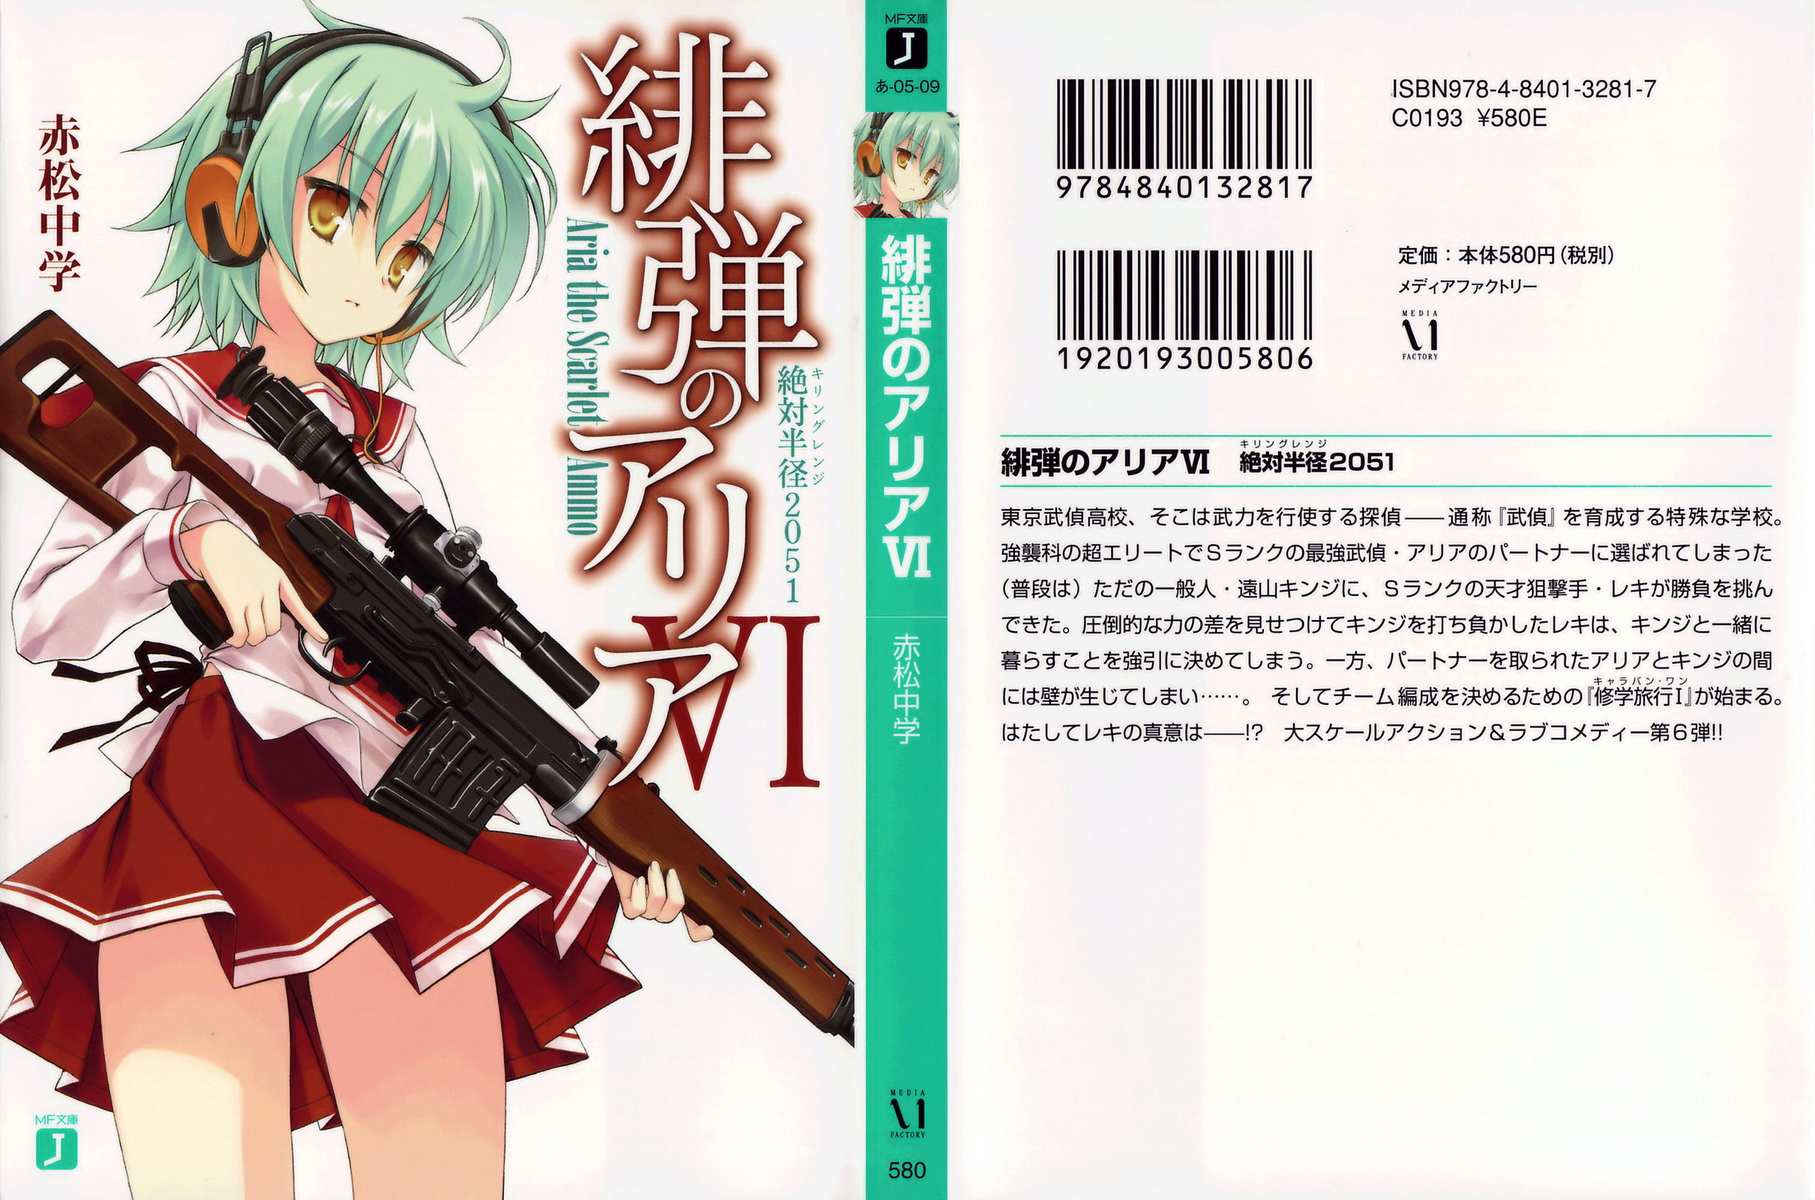 赤松中学
緋弾のアリア
VI
Aria the Scarlet Ammo
キリングレンジ
絶対半径2051
MF文庫
J
MF文庫
J
あ-05-09
緋弾のアリアⅥ
赤松中学
MEDIA
FACTORY
580
9784840132817
ISBN978-4-8401-3281-7
C0193 ¥580E
1920193005806
定価：本体580円（税別）
メディアファクトリー
MEDIA
FACTORY
キリングレンジ
緋弾のアリアⅥ 絶対半径2051
東京武偵高校、そこは武力を行使する探偵――通称『武偵』を育成する特殊な学校。
強襲科の超エリートでSランクの最強武偵・アリアのパートナーに選ばれてしまった
（普段は）ただの一般人・遠山キンジに、Sランクの天才狙撃手・レキが勝負を挑ん
できた。圧倒的な力の差を見せつけてキンジを打ち負かしたレキは、キンジと一緒に
暮らすことを強引に決めてしまう。一方、パートナーを取られたアリアとキンジの間
キャラバン・ワン
には壁が生じてしまい……。 そしてチーム編成を決めるための『修学旅行Ⅰ』が始まる。
はたしてレキの真意は――!? 大スケールアクション＆ラブコメディー第6弾!!